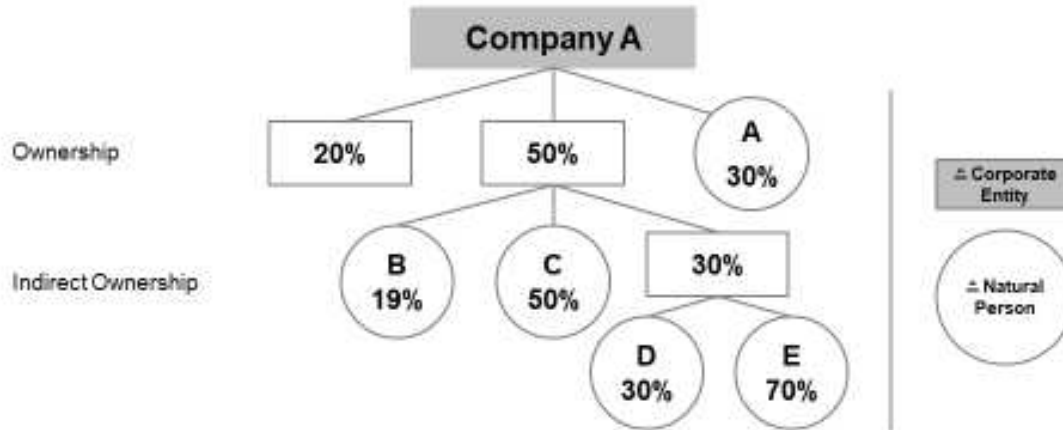 Company A
Ownership
20%
50%
A
30%
≙ Corporate
Entity
Indirect Ownership
B
19%
C
50%
30%
≙ Natural
Person
D
30%
E
70%